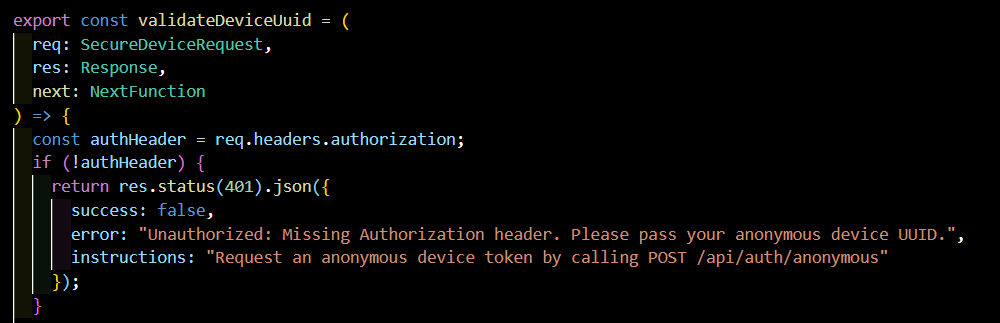 export const validateDeviceUuid = (
  req: SecureDeviceRequest,
  res: Response,
  next: NextFunction
) => {
  const authHeader = req.headers.authorization;
  if (!authHeader) {
    return res.status(401).json({
      success: false,
      error: "Unauthorized: Missing Authorization header. Please pass your anonymous device UUID.",
      instructions: "Request an anonymous device token by calling POST /api/auth/anonymous"
    });
  }